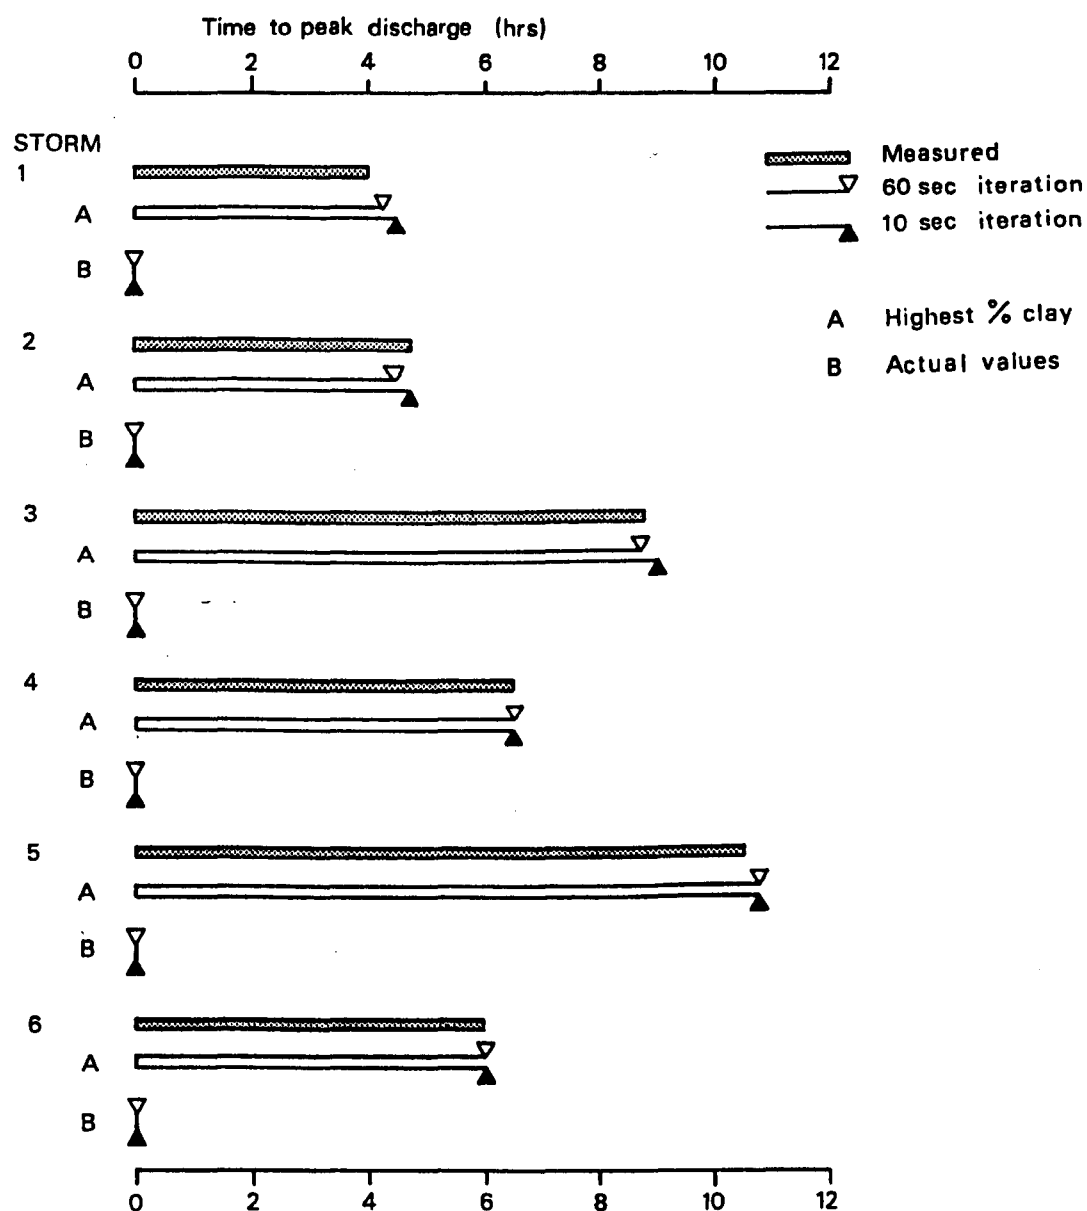 Time to peak discharge (hrs)
0 2 4 6 8 10 12
STORM
1
A
B
2
A
B
3
A
B
4
A
B
5
A
B
6
A
B
0 2 4 6 8 10 12
Measured
60 sec iteration
10 sec iteration
A Highest % clay
B Actual values